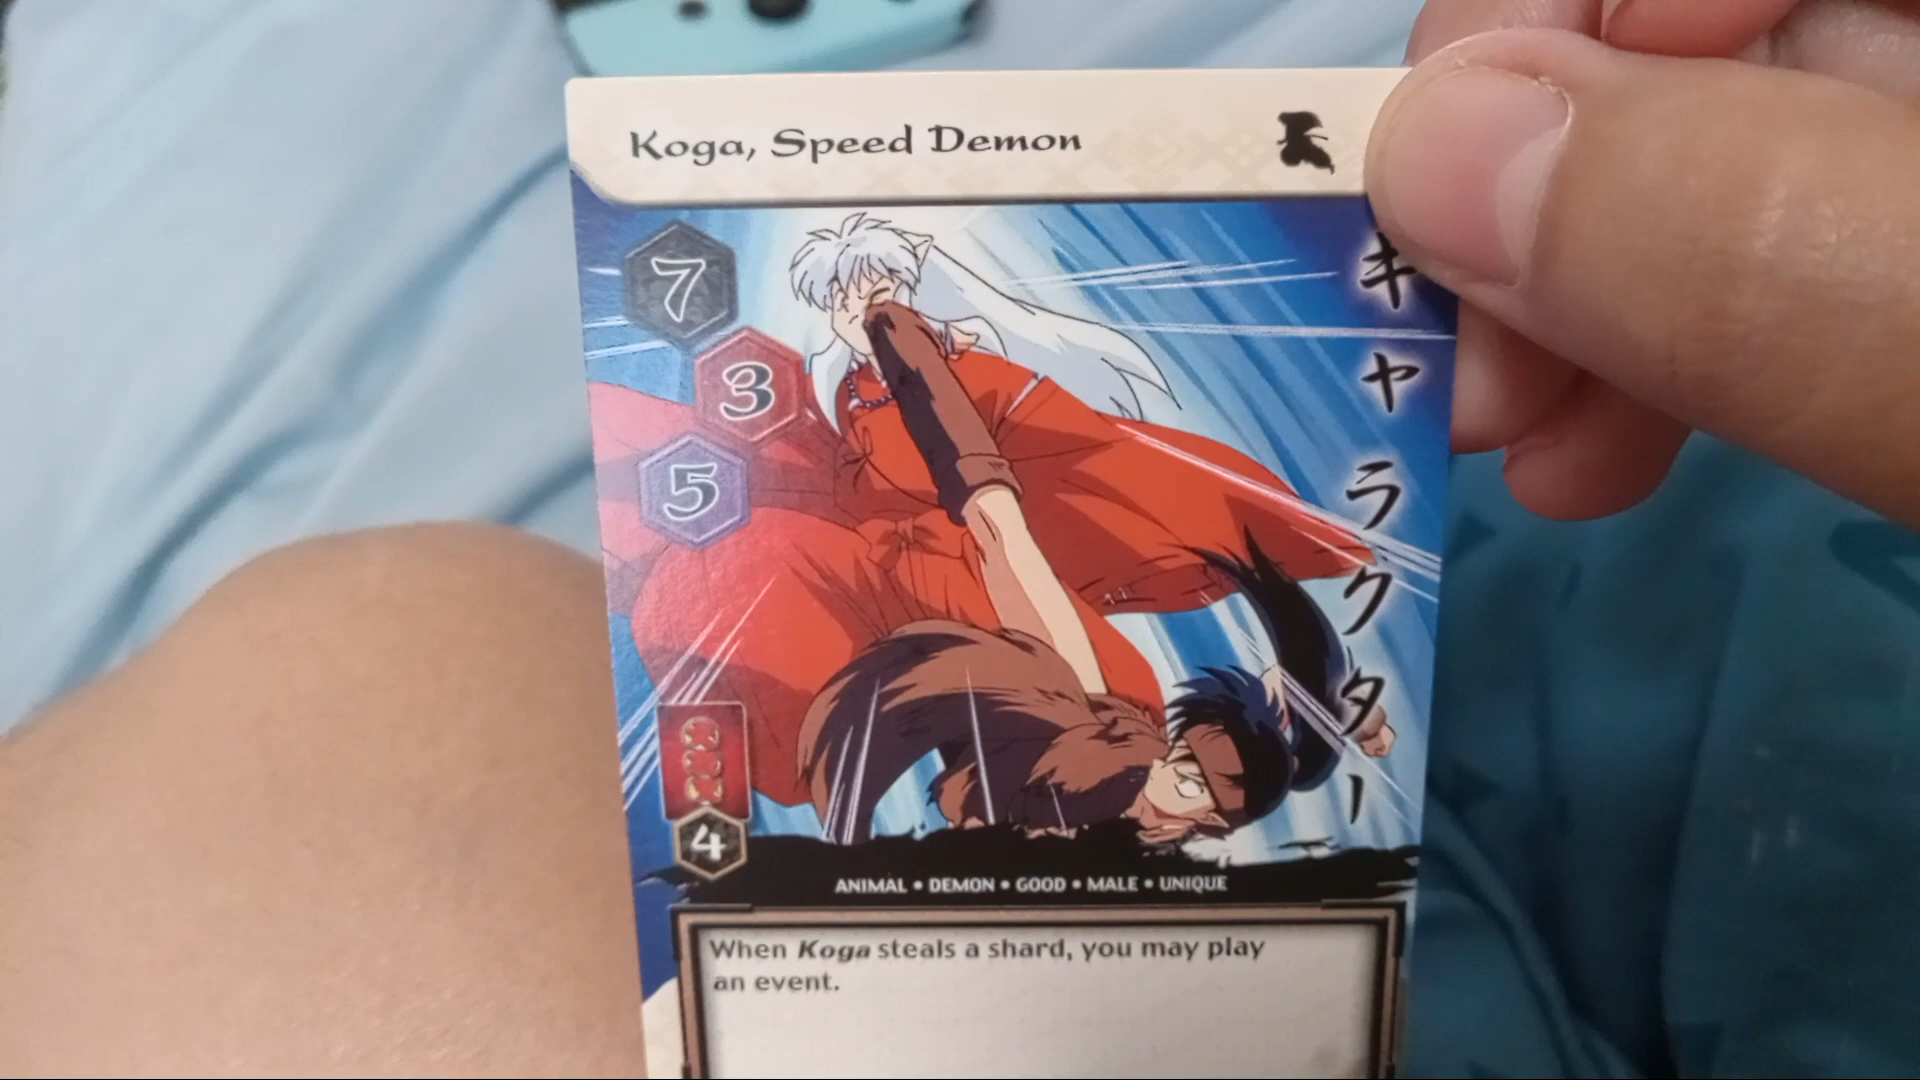 Koga, Speed Demon
7
3
5
キャラクター
4
ANIMAL • DEMON • GOOD • MALE • UNIQUE
When Koga steals a shard, you may play
an event.